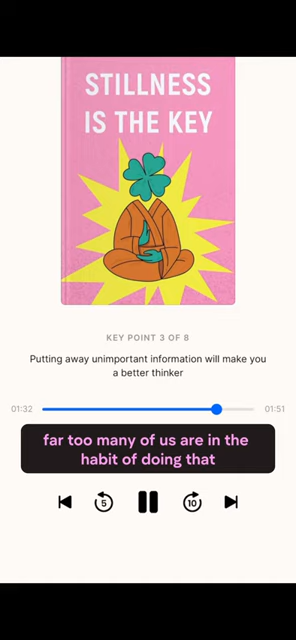 STILLNESS
IS THE KEY
KEY POINT 3 OF 8
Putting away unimportant information will make you
a better thinker
01:32
01:51
far too many of us are in the
habit of doing that
5
10